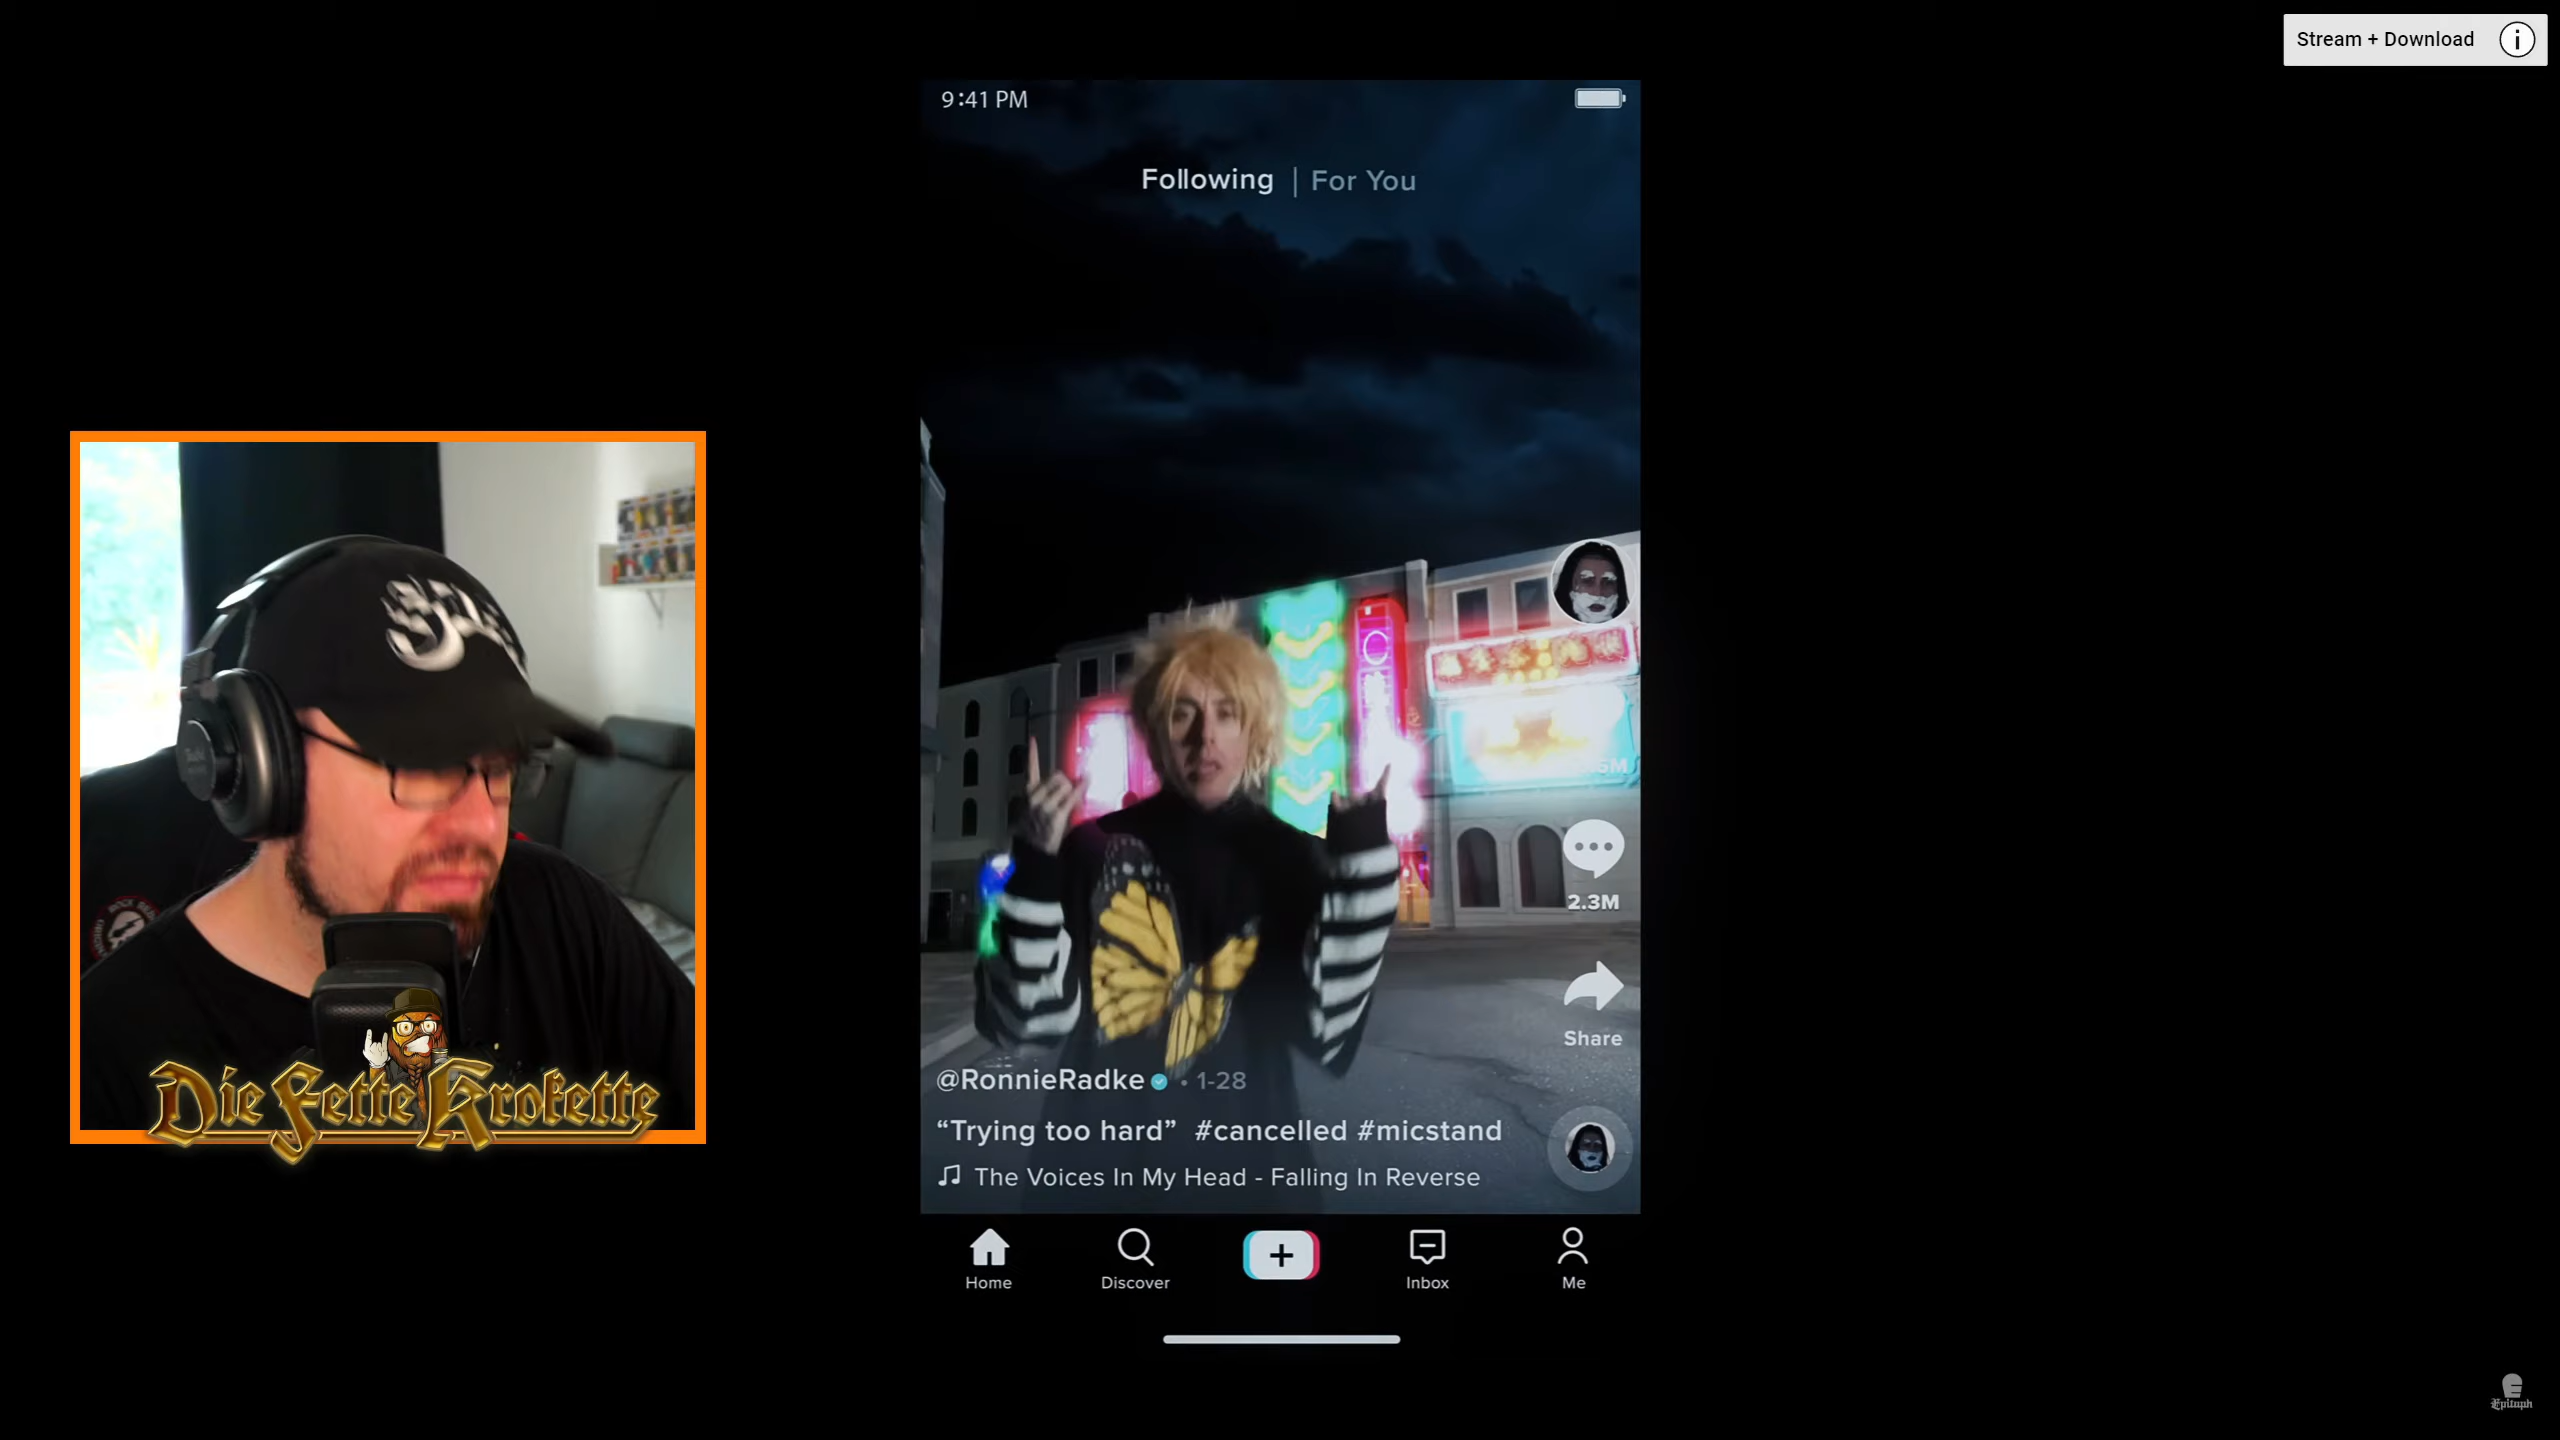 Stream + Download
9:41 PM
Following | For You
2.3M
Share
@RonnieRadke • 1-28
“Trying too hard” #cancelled #micstand
The Voices In My Head - Falling In Reverse
Home
Discover
Inbox
Me
Die Fette Krokette
Epitaph